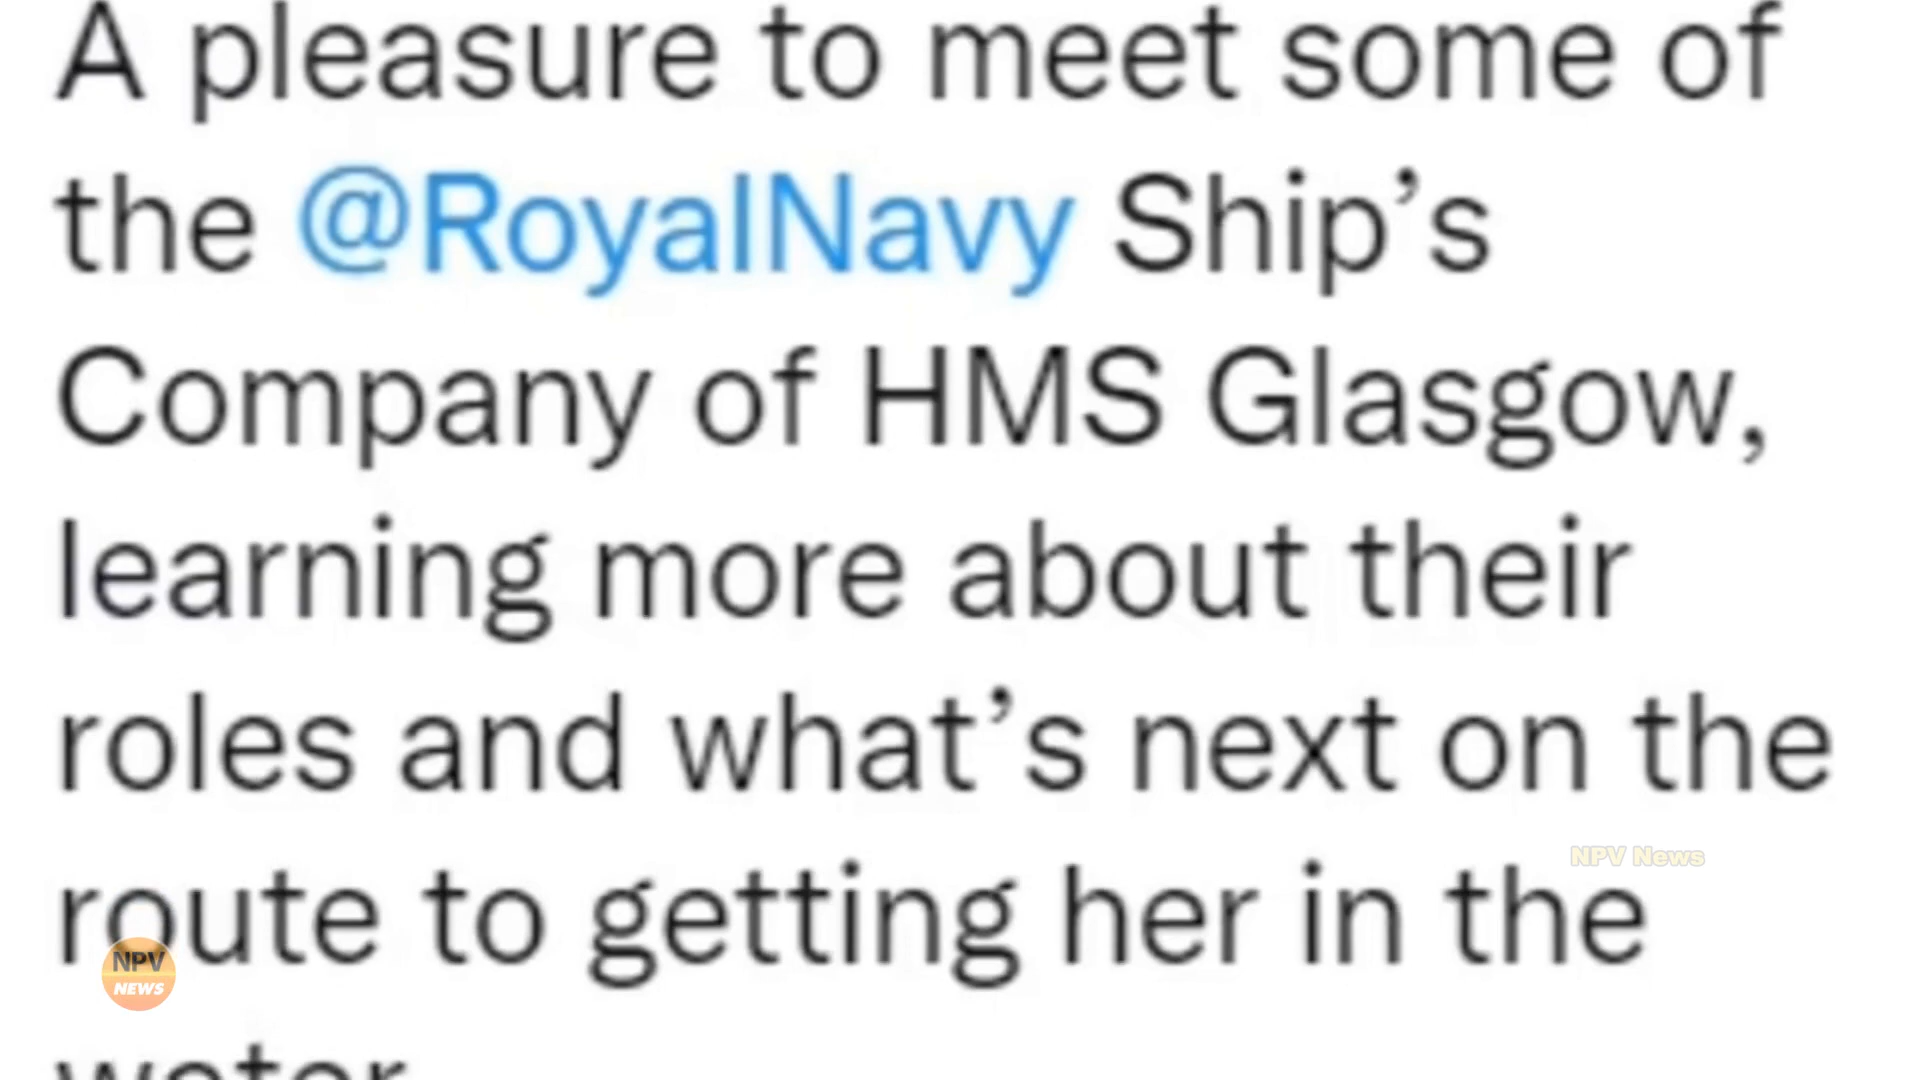 A pleasure to meet some of
the @RoyalNavy Ship’s
Company of HMS Glasgow,
learning more about their
roles and what’s next on the
route to getting her in the
water
NPV News
NPV
NEWS